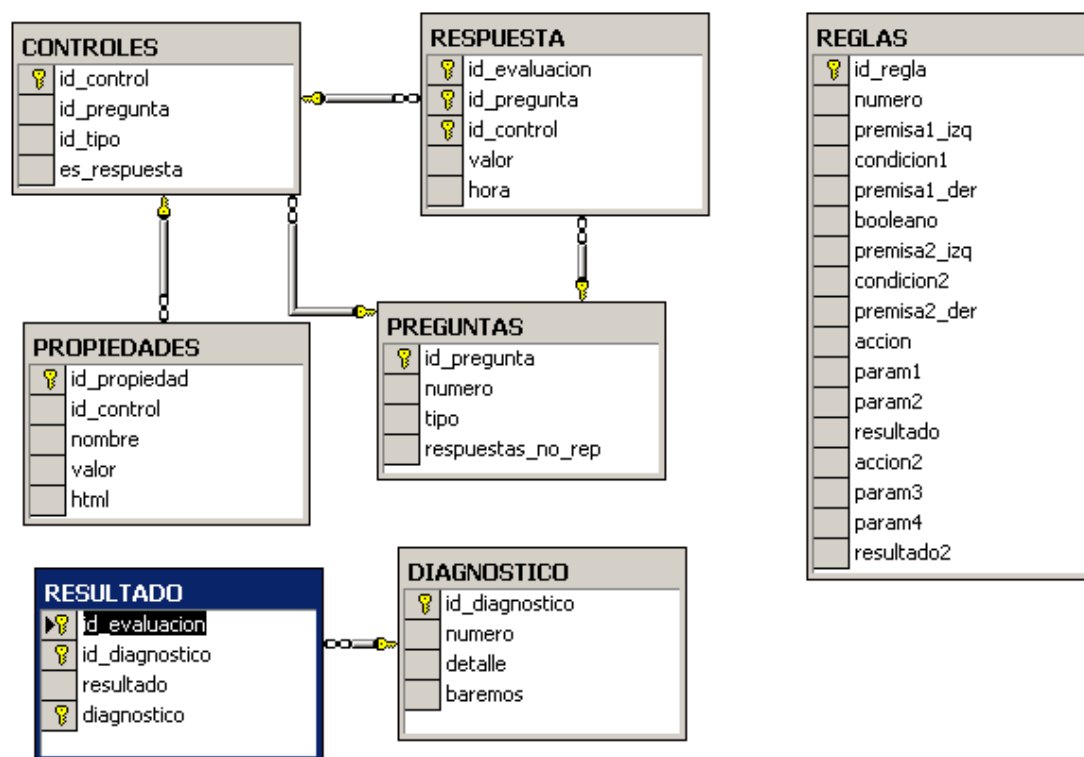 CONTROLES
id_control
id_pregunta
id_tipo
es_respuesta
RESPUESTA
id_evaluacion
id_pregunta
id_control
valor
hora
REGLAS
id_regla
numero
premisa1_izq
condicion1
premisa1_der
booleano
premisa2_izq
condicion2
premisa2_der
accion
param1
param2
resultado
accion2
param3
param4
resultado2
PROPIEDADES
id_propiedad
id_control
nombre
valor
html
PREGUNTAS
id_pregunta
numero
tipo
respuestas_no_rep
RESULTADO
id_evaluacion
id_diagnostico
resultado
diagnostico
DIAGNOSTICO
id_diagnostico
numero
detalle
baremos